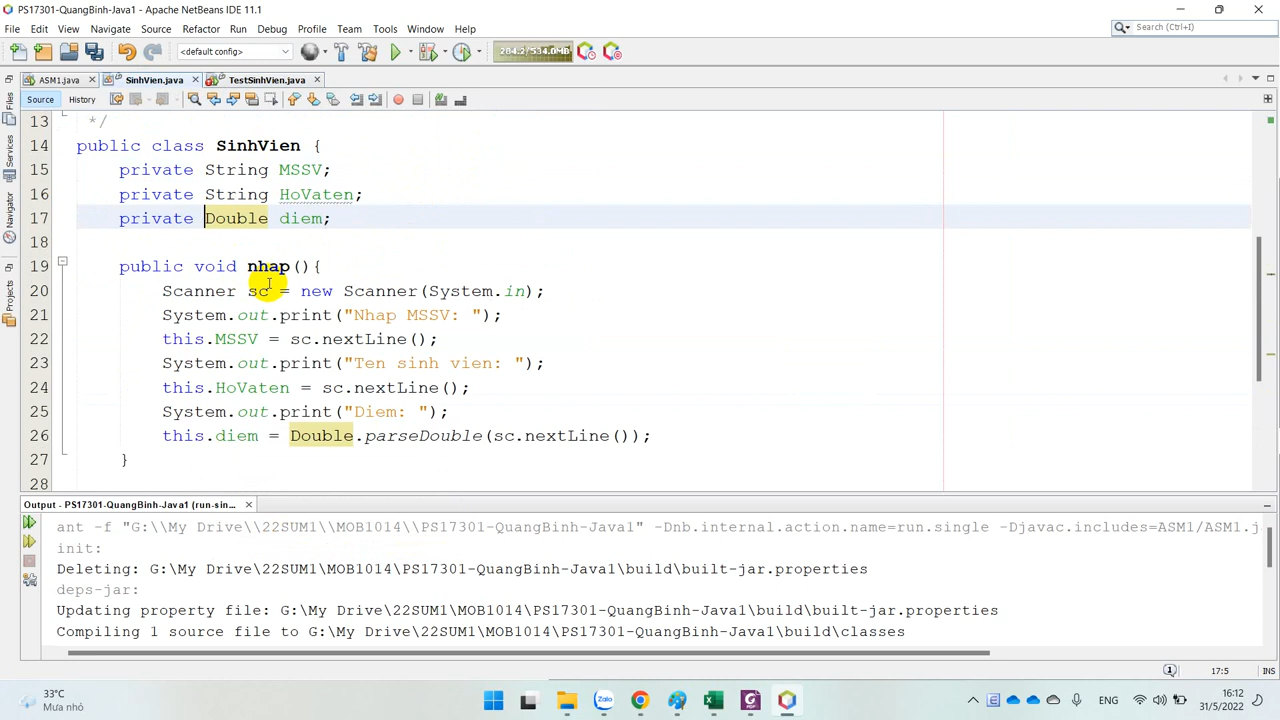 PS17301-QuangBinh-Java1 - Apache NetBeans IDE 11.1
File Edit View Navigate Source Refactor Run Debug Profile Team Tools Window Help
Search (Ctrl+I)
<default config>
284.2/534.0MB
ASM1.java SinhVien.java TestSinhVien.java
Source History
Files
Services
Navigator
Projects
13 */
14 public class SinhVien {
15 private String MSSV;
16 private String HoVaten;
17 private Double diem;
18
19 public void nhap(){
20 Scanner sc = new Scanner(System.in);
21 System.out.print("Nhap MSSV: ");
22 this.MSSV = sc.nextLine();
23 System.out.print("Ten sinh vien: ");
24 this.HoVaten = sc.nextLine();
25 System.out.print("Diem: ");
26 this.diem = Double.parseDouble(sc.nextLine());
27 }
28
Output - PS17301-QuangBinh-Java1 (run-sin...
ant -f "G:\\My Drive\\22SUM1\\MOB1014\\PS17301-QuangBinh-Java1" -Dnb.internal.action.name=run.single -Djavac.includes=ASM1/ASM1.j
init:
Deleting: G:\My Drive\22SUM1\MOB1014\PS17301-QuangBinh-Java1\build\built-jar.properties
deps-jar:
Updating property file: G:\My Drive\22SUM1\MOB1014\PS17301-QuangBinh-Java1\build\built-jar.properties
Compiling 1 source file to G:\My Drive\22SUM1\MOB1014\PS17301-QuangBinh-Java1\build\classes
1 17:5 INS
33°C
Mưa nhỏ
Zalo
ENG
16:12
31/5/2022